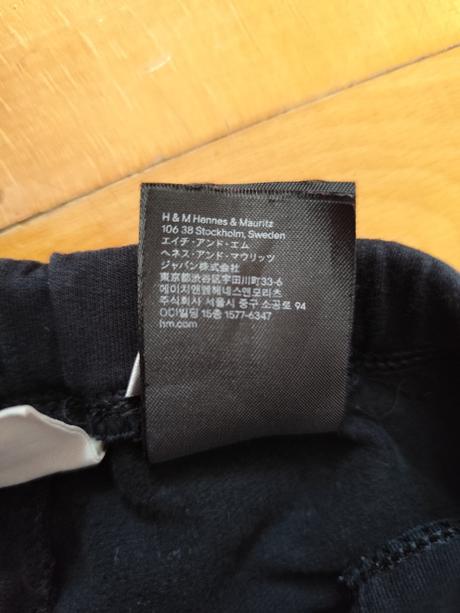 H & M Hennes & Mauritz
106 38 Stockholm, Sweden
エイチ・アンド・エム
ヘネス・アンド・マウリッツ
ジャパン株式会社
東京都渋谷区宇田川町33-6
에이치앤엠헤네스앤모리츠
주식회사 서울시 중구 소공로 94
OCI빌딩 15층 1577-6347
hm.com